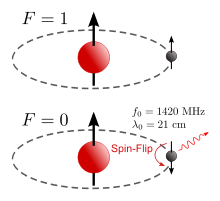 F = 1
F = 0
f₀ = 1420 MHz
λ₀ = 21 cm
Spin-Flip